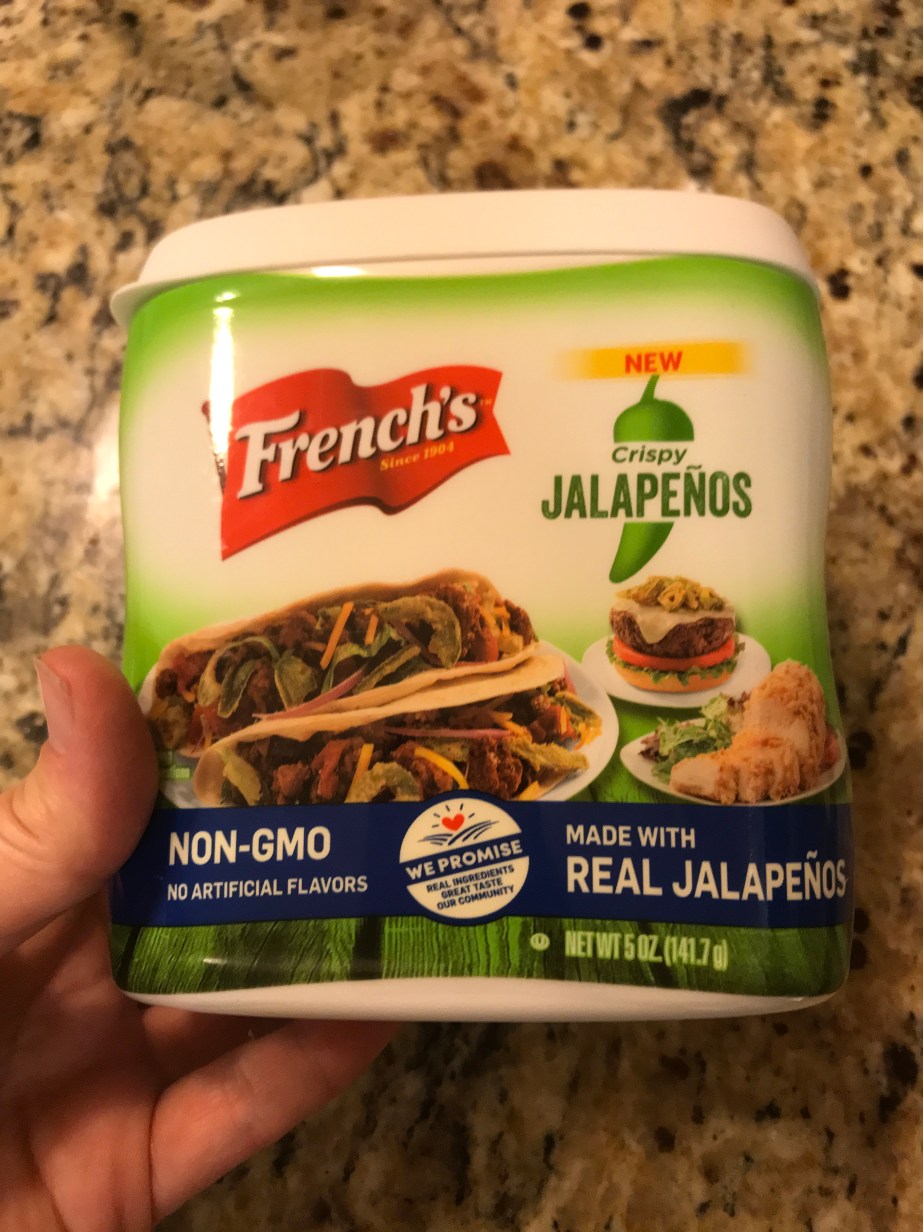 French's™
Since 1904
NEW
Crispy
JALAPEÑOS
NON-GMO
NO ARTIFICIAL FLAVORS
WE PROMISE
REAL INGREDIENTS
GREAT TASTE
OUR COMMUNITY
MADE WITH
REAL JALAPEÑOS
NET WT 5 OZ. (141.7 g)